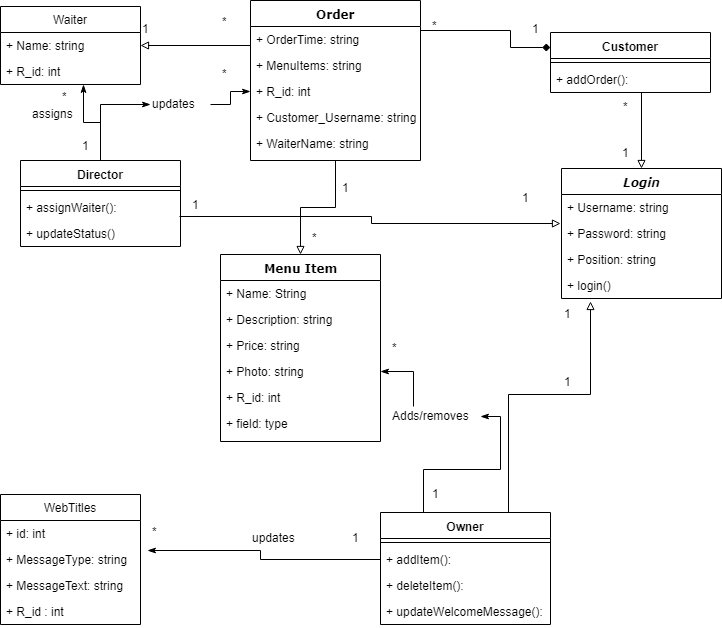 Waiter
+ Name: string
+ R_id: int
1
*
Order
+ OrderTime: string
+ MenuItems: string
+ R_id: int
+ Customer_Username: string
+ WaiterName: string
*
1
Customer
+ addOrder():
*
assigns
*
updates
1
*
1
Director
+ assignWaiter():
+ updateStatus()
1
1
1
Login
+ Username: string
+ Password: string
+ Position: string
+ login()
*
Menu Item
+ Name: String
+ Description: string
+ Price: string
+ Photo: string
+ R_id: int
+ field: type
1
*
1
Adds/removes
1
WebTitles
+ id: int
+ MessageType: string
+ MessageText: string
+ R_id : int
*
updates
1
Owner
+ addItem():
+ deleteItem():
+ updateWelcomeMessage():